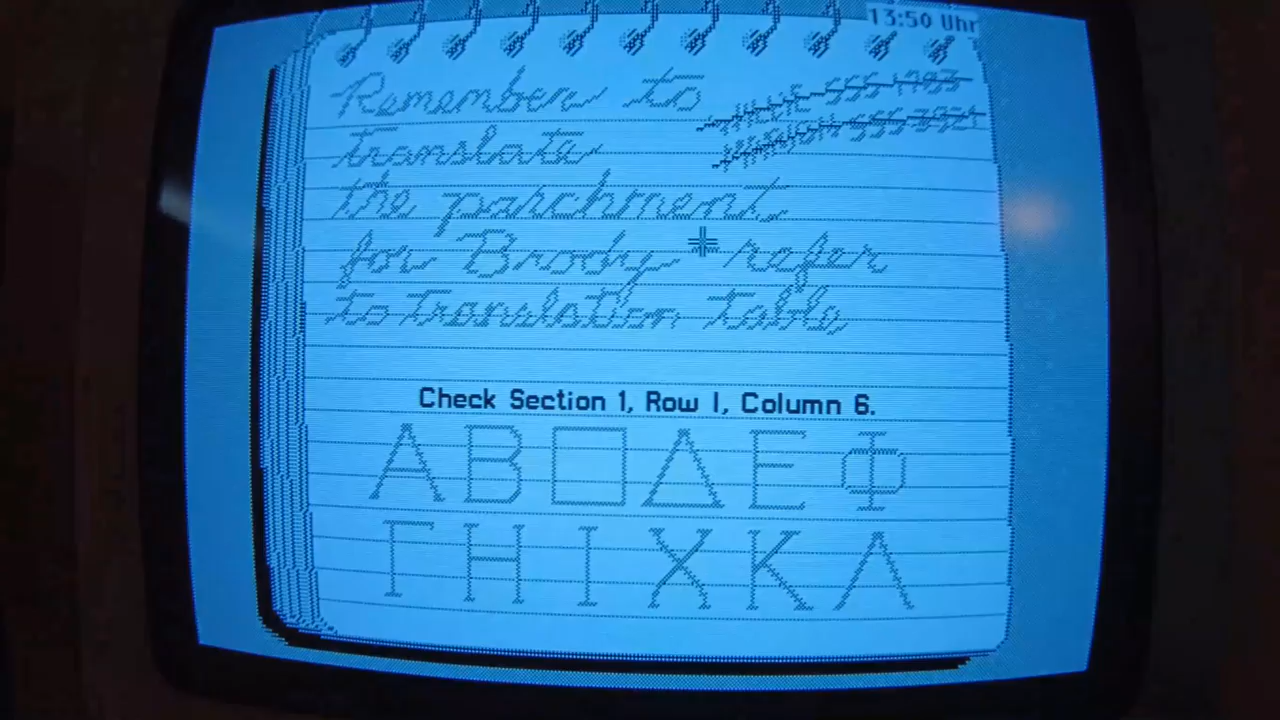 13:50 Uhr
Remember to
translate
the parchment
for Brody refer
to translation table
Check Section 1, Row I, Column 6.
Α Β □ Δ Ε Φ
Γ Η Ι Χ Κ Λ